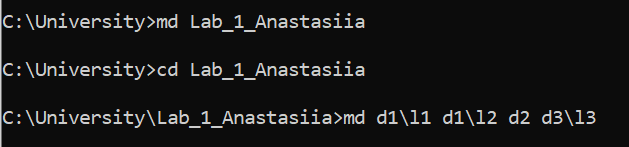 C:\University>md Lab_1_Anastasiia
C:\University>cd Lab_1_Anastasiia
C:\University\Lab_1_Anastasiia>md d1\l1 d1\l2 d2 d3\l3